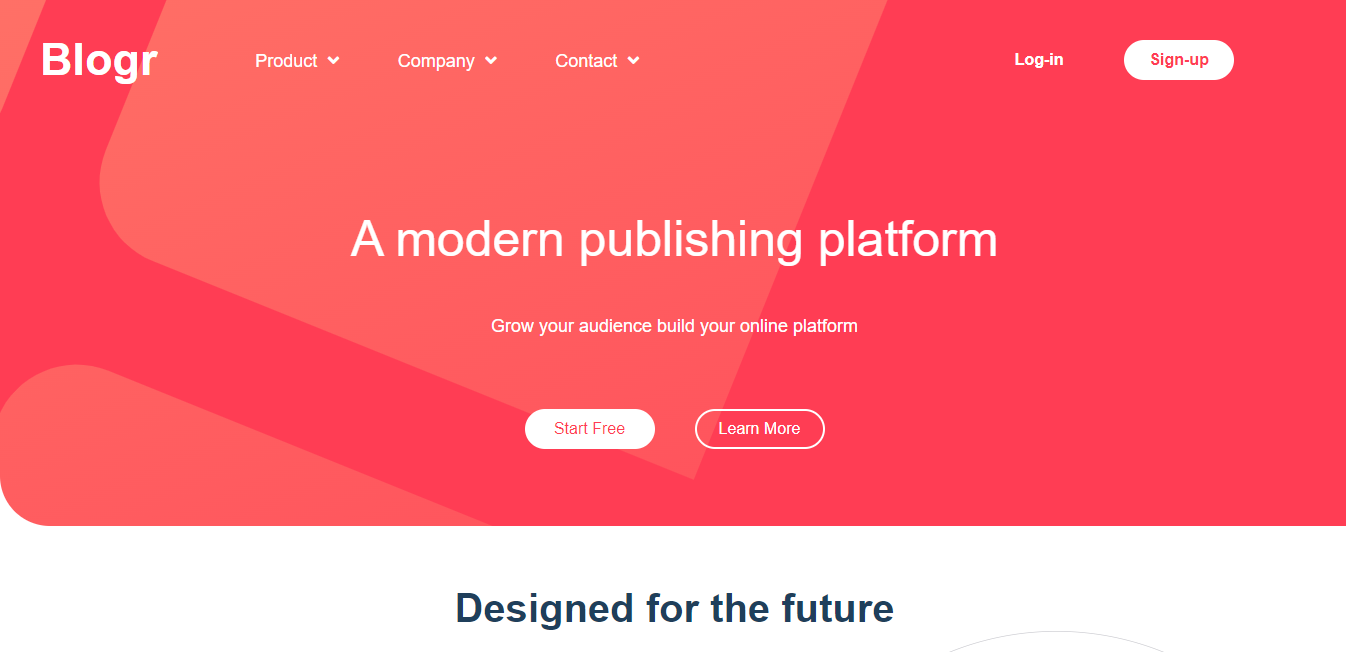 Blogr Product Company Contact Log-in Sign-up
A modern publishing platform
Grow your audience build your online platform
Start Free Learn More
Designed for the future